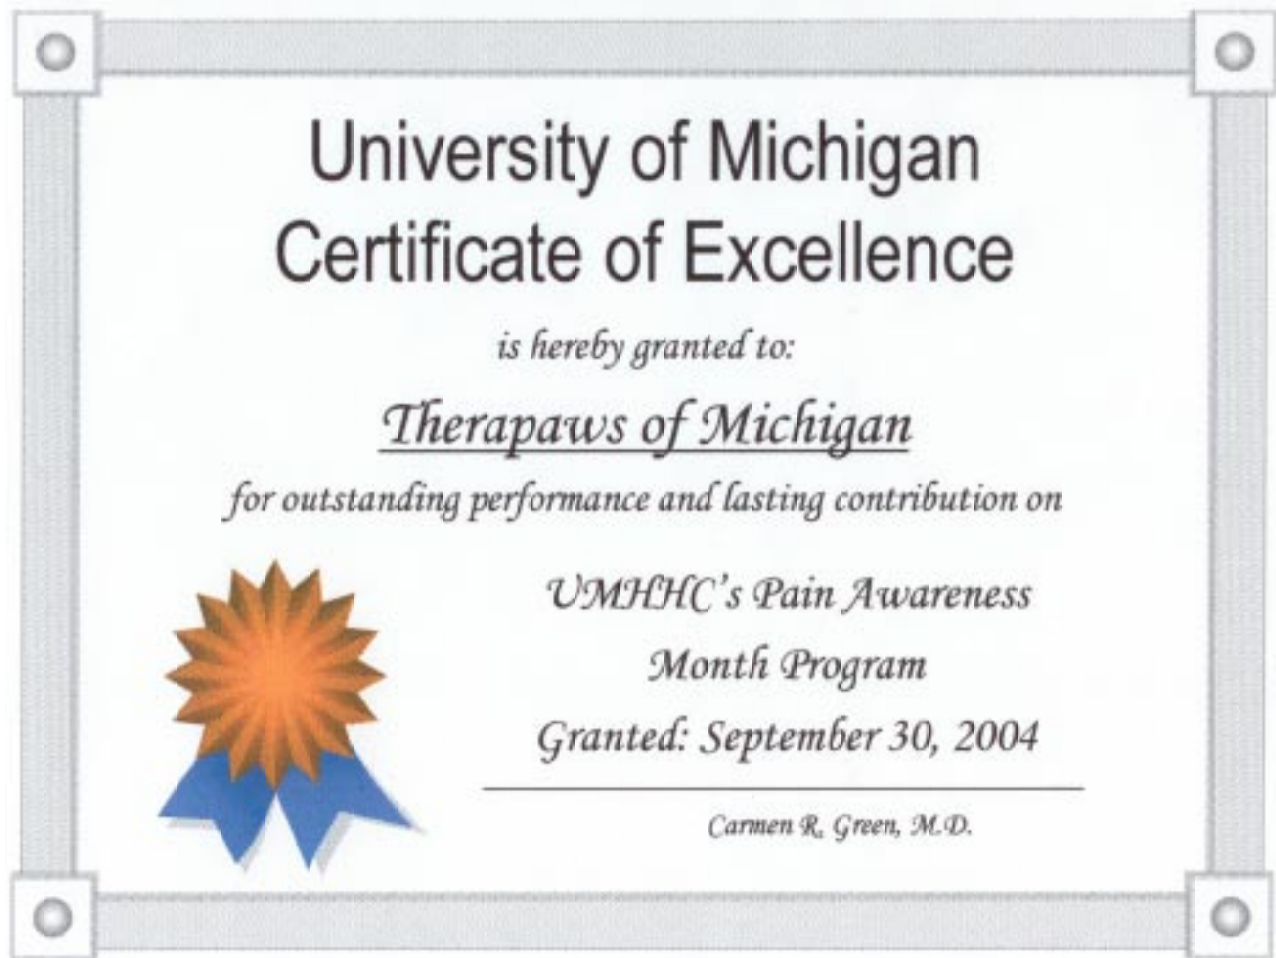 University of Michigan
Certificate of Excellence
is hereby granted to:
Therapaws of Michigan
for outstanding performance and lasting contribution on
UMHHC's Pain Awareness
Month Program
Granted: September 30, 2004
Carmen R. Green, M.D.